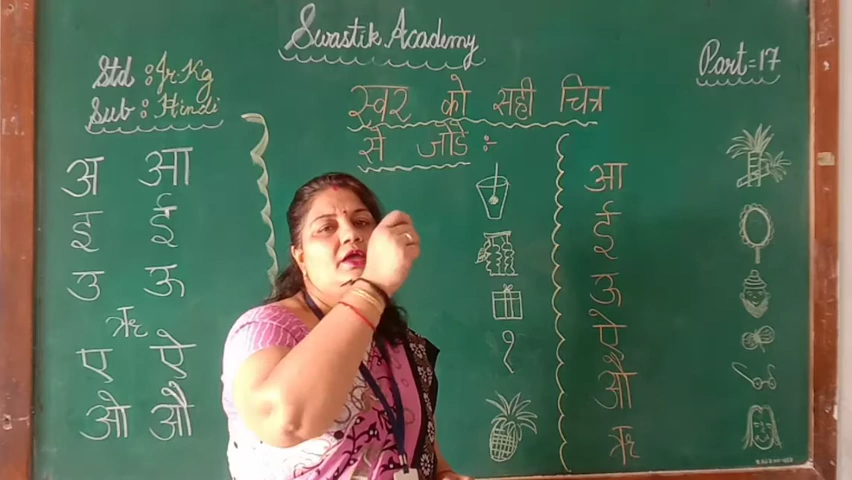 Swastik Academy
Std : Jr. Kg
Sub : Hindi
Part = 17
स्वर को सही चित्र
से जोडे :-
अ आ
इ ई
उ ऊ
ऋ
ए ऐ
ओ औ
आ
ई
ऊ
ऐ
औ
ऋ